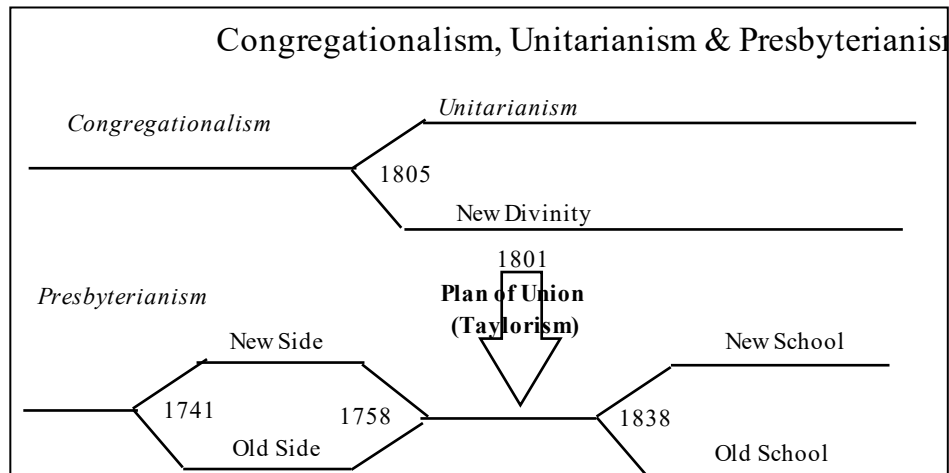 Congregationalism, Unitarianism & Presbyterianis
Unitarianism
Congregationalism
1805
New Divinity
1801
Plan of Union
(Taylorism)
Presbyterianism
New Side
New School
1741
1758
1838
Old Side
Old School